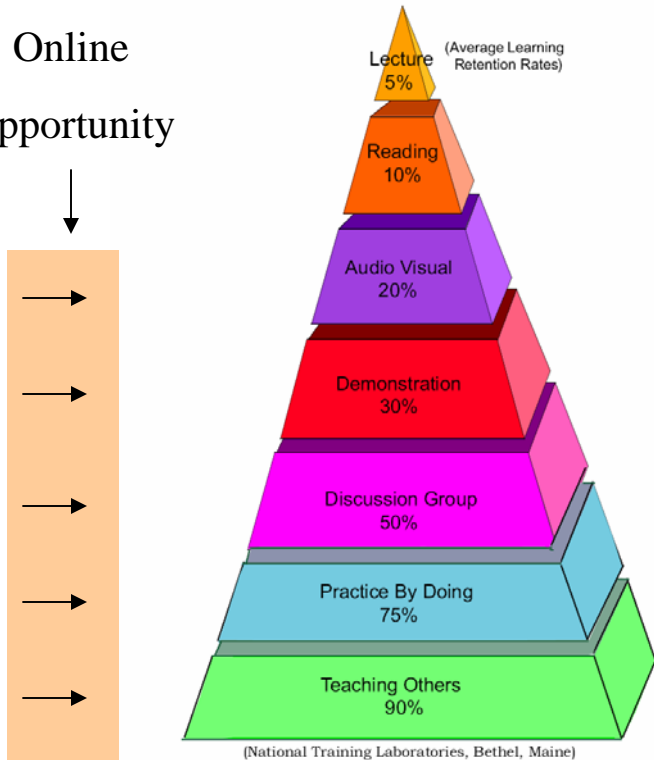 Online
pportunity
Lecture
5%
(Average Learning
Retention Rates)
Reading
10%
Audio Visual
20%
Demonstration
30%
Discussion Group
50%
Practice By Doing
75%
Teaching Others
90%
(National Training Laboratories, Bethel, Maine)